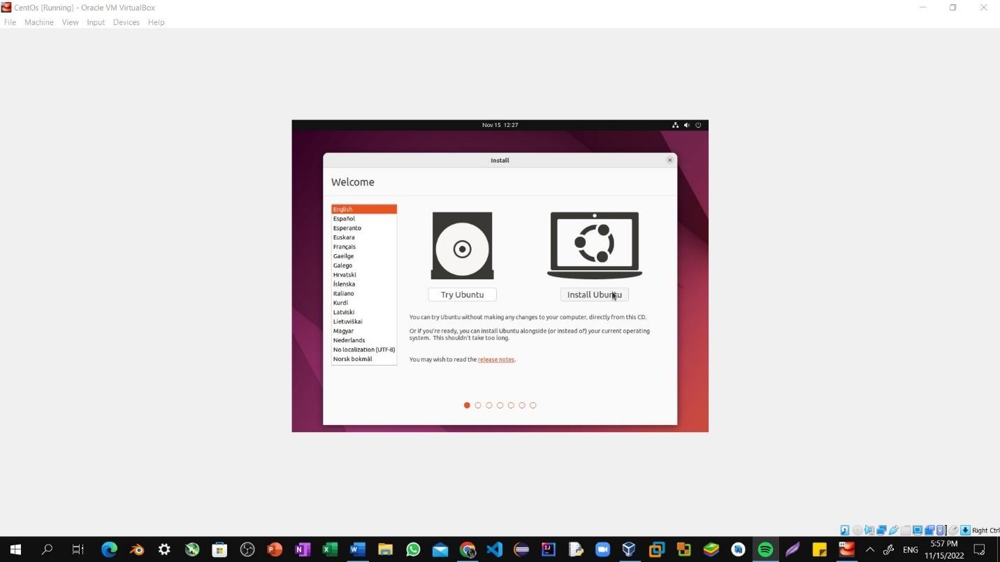 CentOs [Running] - Oracle VM VirtualBox
File Machine View Input Devices Help
Nov 15 12:27
Install
Welcome
English
Español
Esperanto
Euskara
Français
Gaeilge
Galego
Hrvatski
Íslenska
Italiano
Kurdî
Latviski
Lietuviškai
Magyar
Nederlands
No localization (UTF-8)
Norsk bokmål
Try Ubuntu
Install Ubuntu
You can try Ubuntu without making any changes to your computer, directly from this CD.
Or if you're ready, you can install Ubuntu alongside (or instead of) your current operating
system. This shouldn't take too long.
You may wish to read the release notes.
Right Ctrl
ENG
5:57 PM
11/15/2022